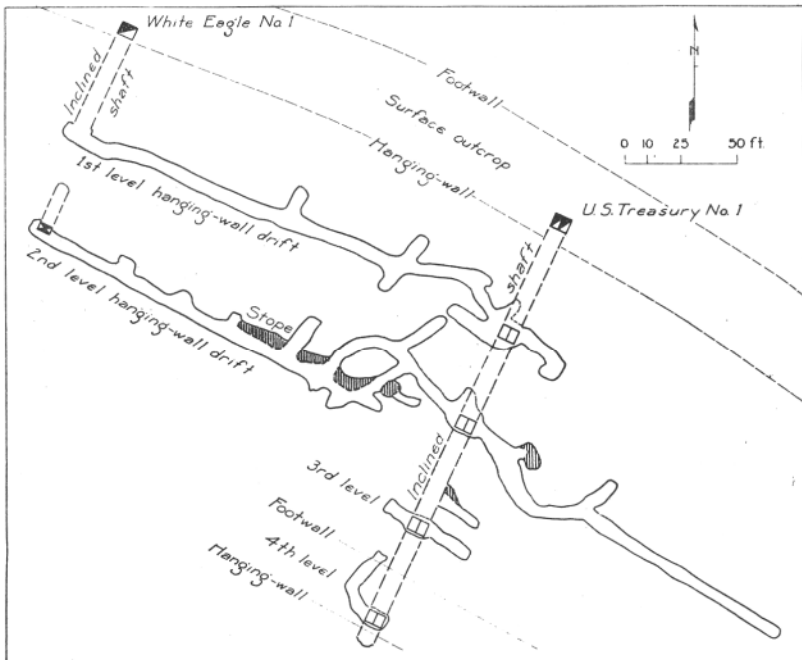 White Eagle No.1
N
Footwall
Surface outcrop
Hanging-wall
0 10 25 50 ft.
Inclined
shaft
U.S. Treasury No.1
1st level hanging-wall drift
shaft
2nd level hanging-wall drift
Stope
Inclined
3rd level
Footwall
4th level
Hanging-wall